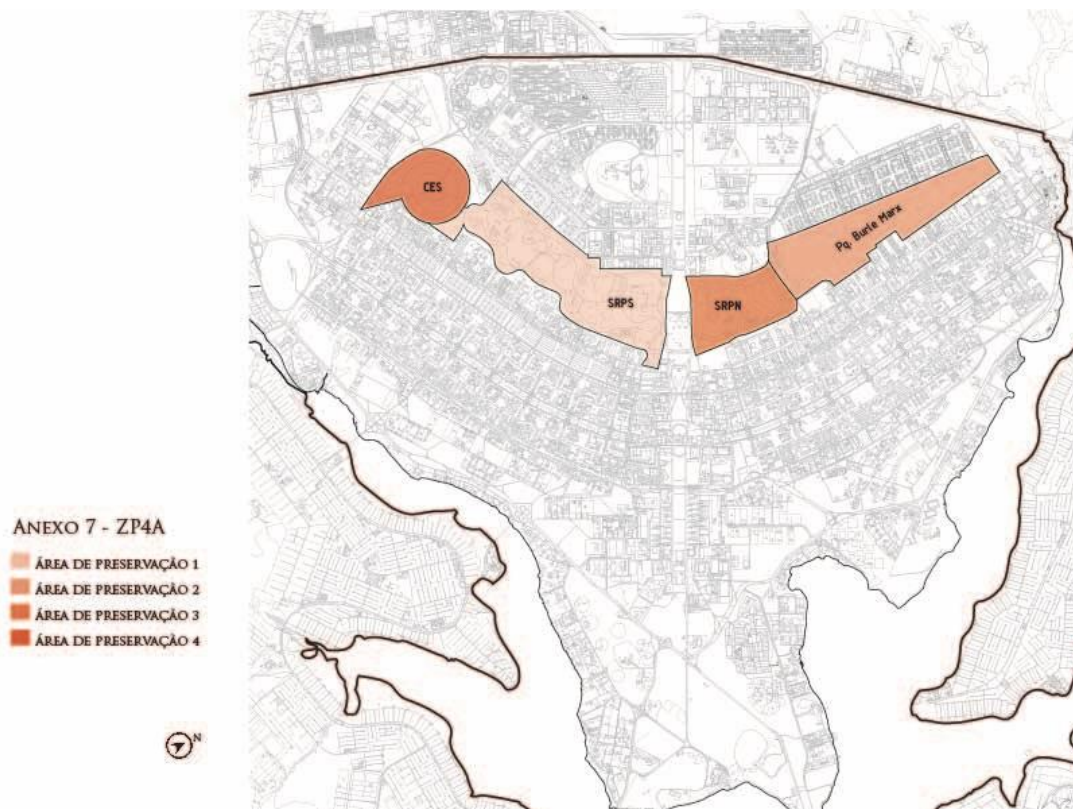 CES
Pq. Burle Marx
SRPS
SRPN
ANEXO 7 - ZP4A
ÁREA DE PRESERVAÇÃO 1
ÁREA DE PRESERVAÇÃO 2
ÁREA DE PRESERVAÇÃO 3
ÁREA DE PRESERVAÇÃO 4
N